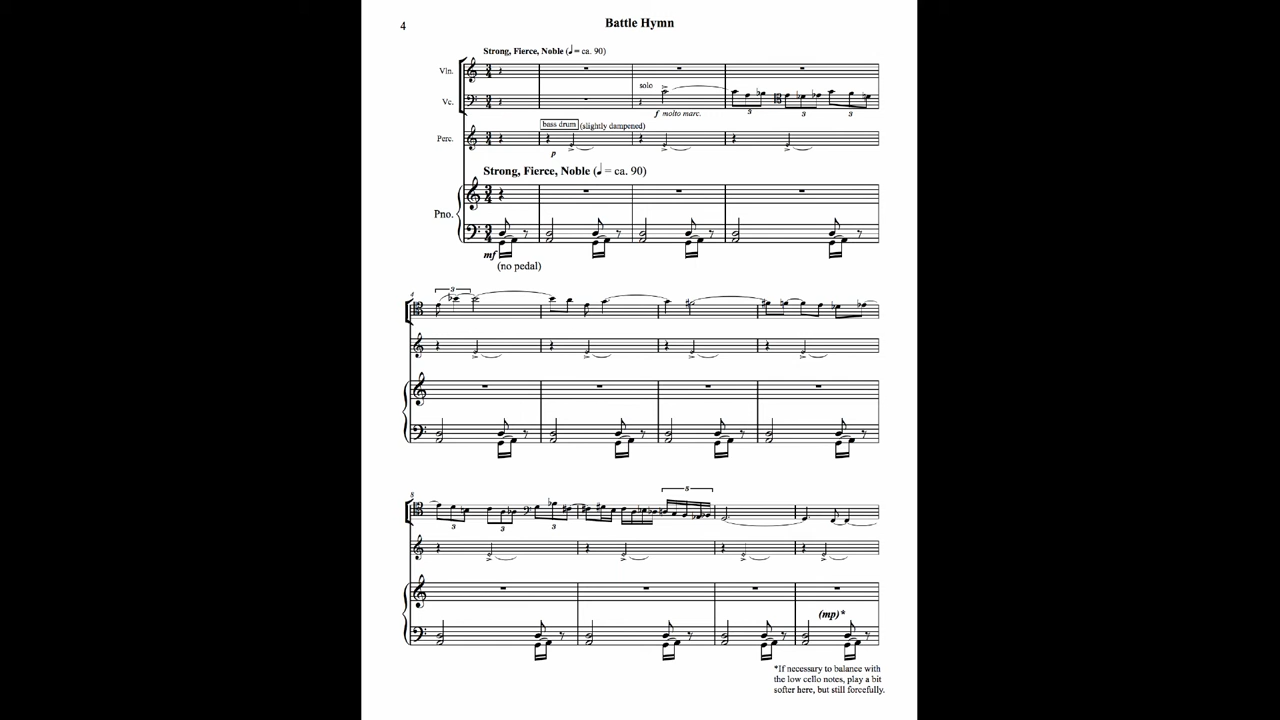 4
Battle Hymn
Strong, Fierce, Noble (♩ = ca. 90)
Vln.
solo
Vc.
f molto marc.
3
3
3
bass drum (slightly dampened)
Perc.
p
Strong, Fierce, Noble (♩ = ca. 90)
Pno.
mf
(no pedal)
4
3
8
8
3
3
3
(mp)*
*If necessary to balance with
the low cello notes, play a bit
softer here, but still forcefully.